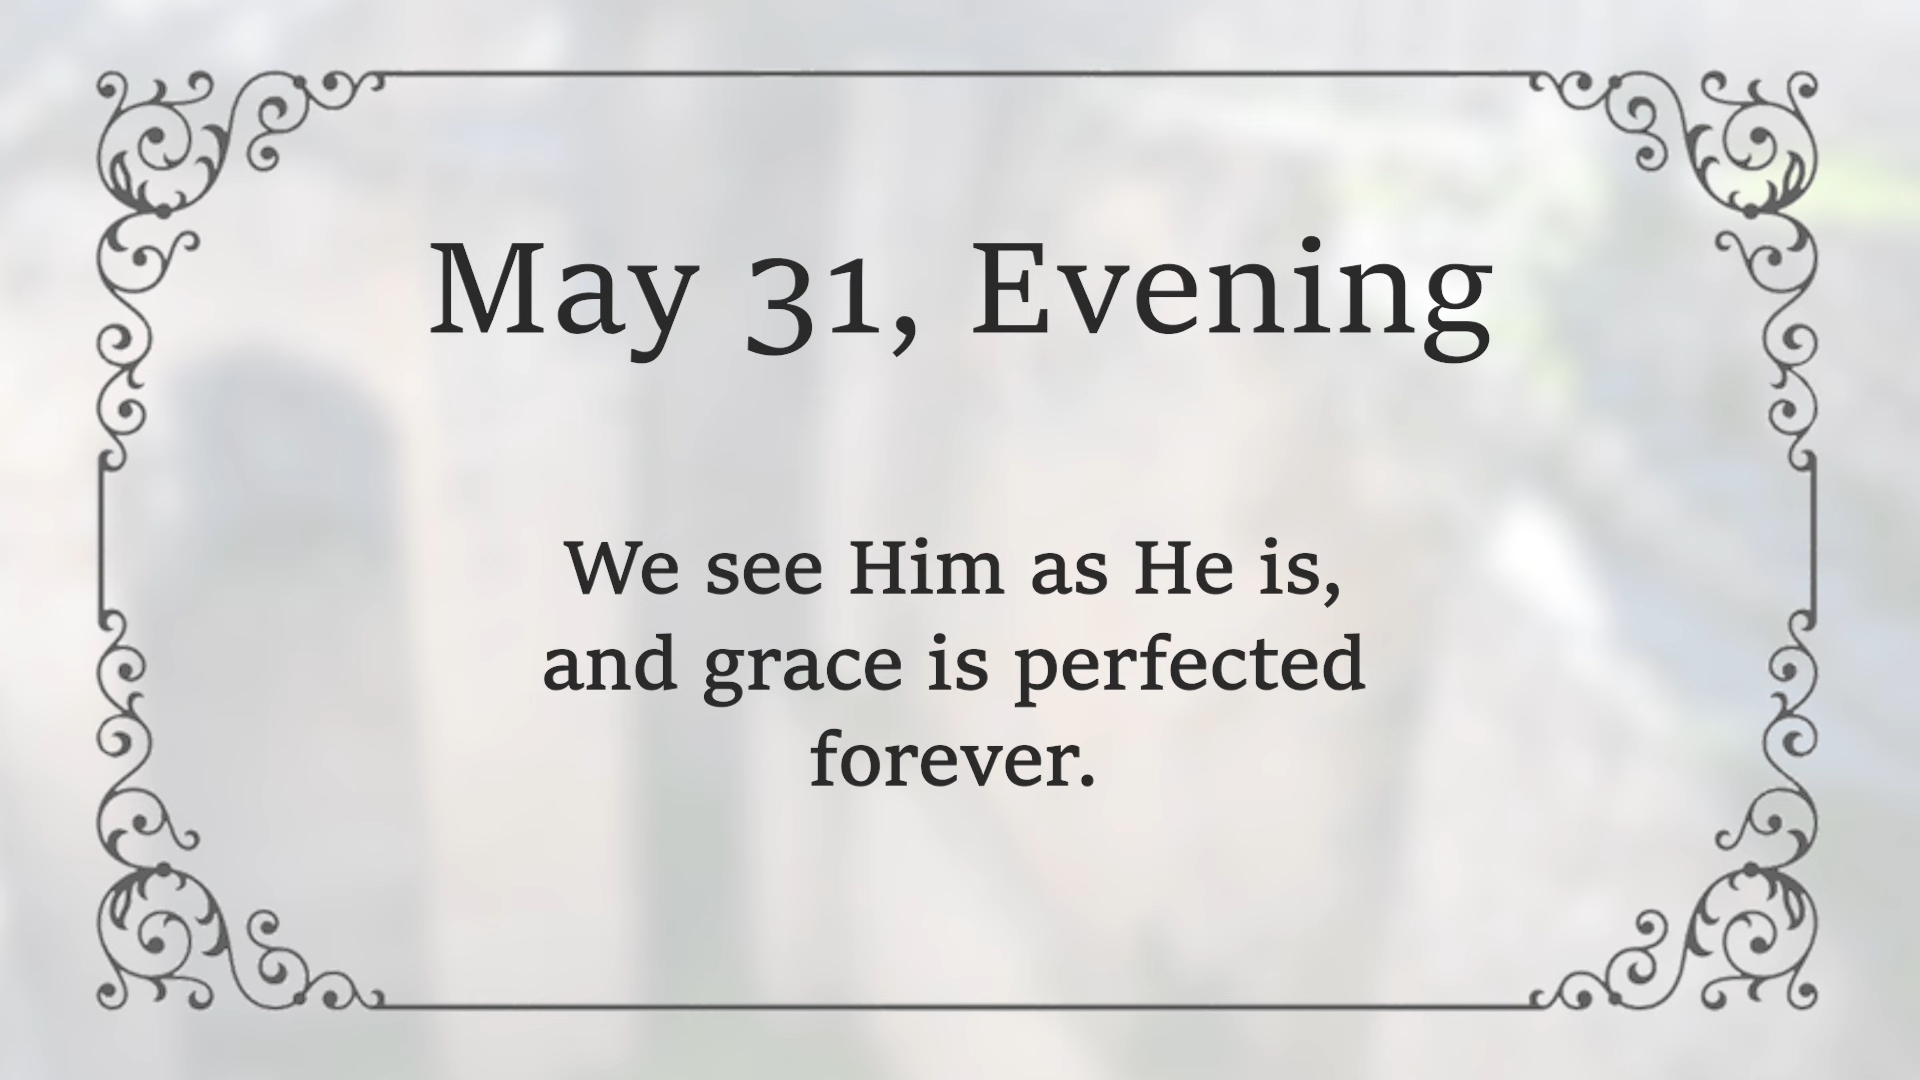 May 31, Evening
We see Him as He is,
and grace is perfected
forever.